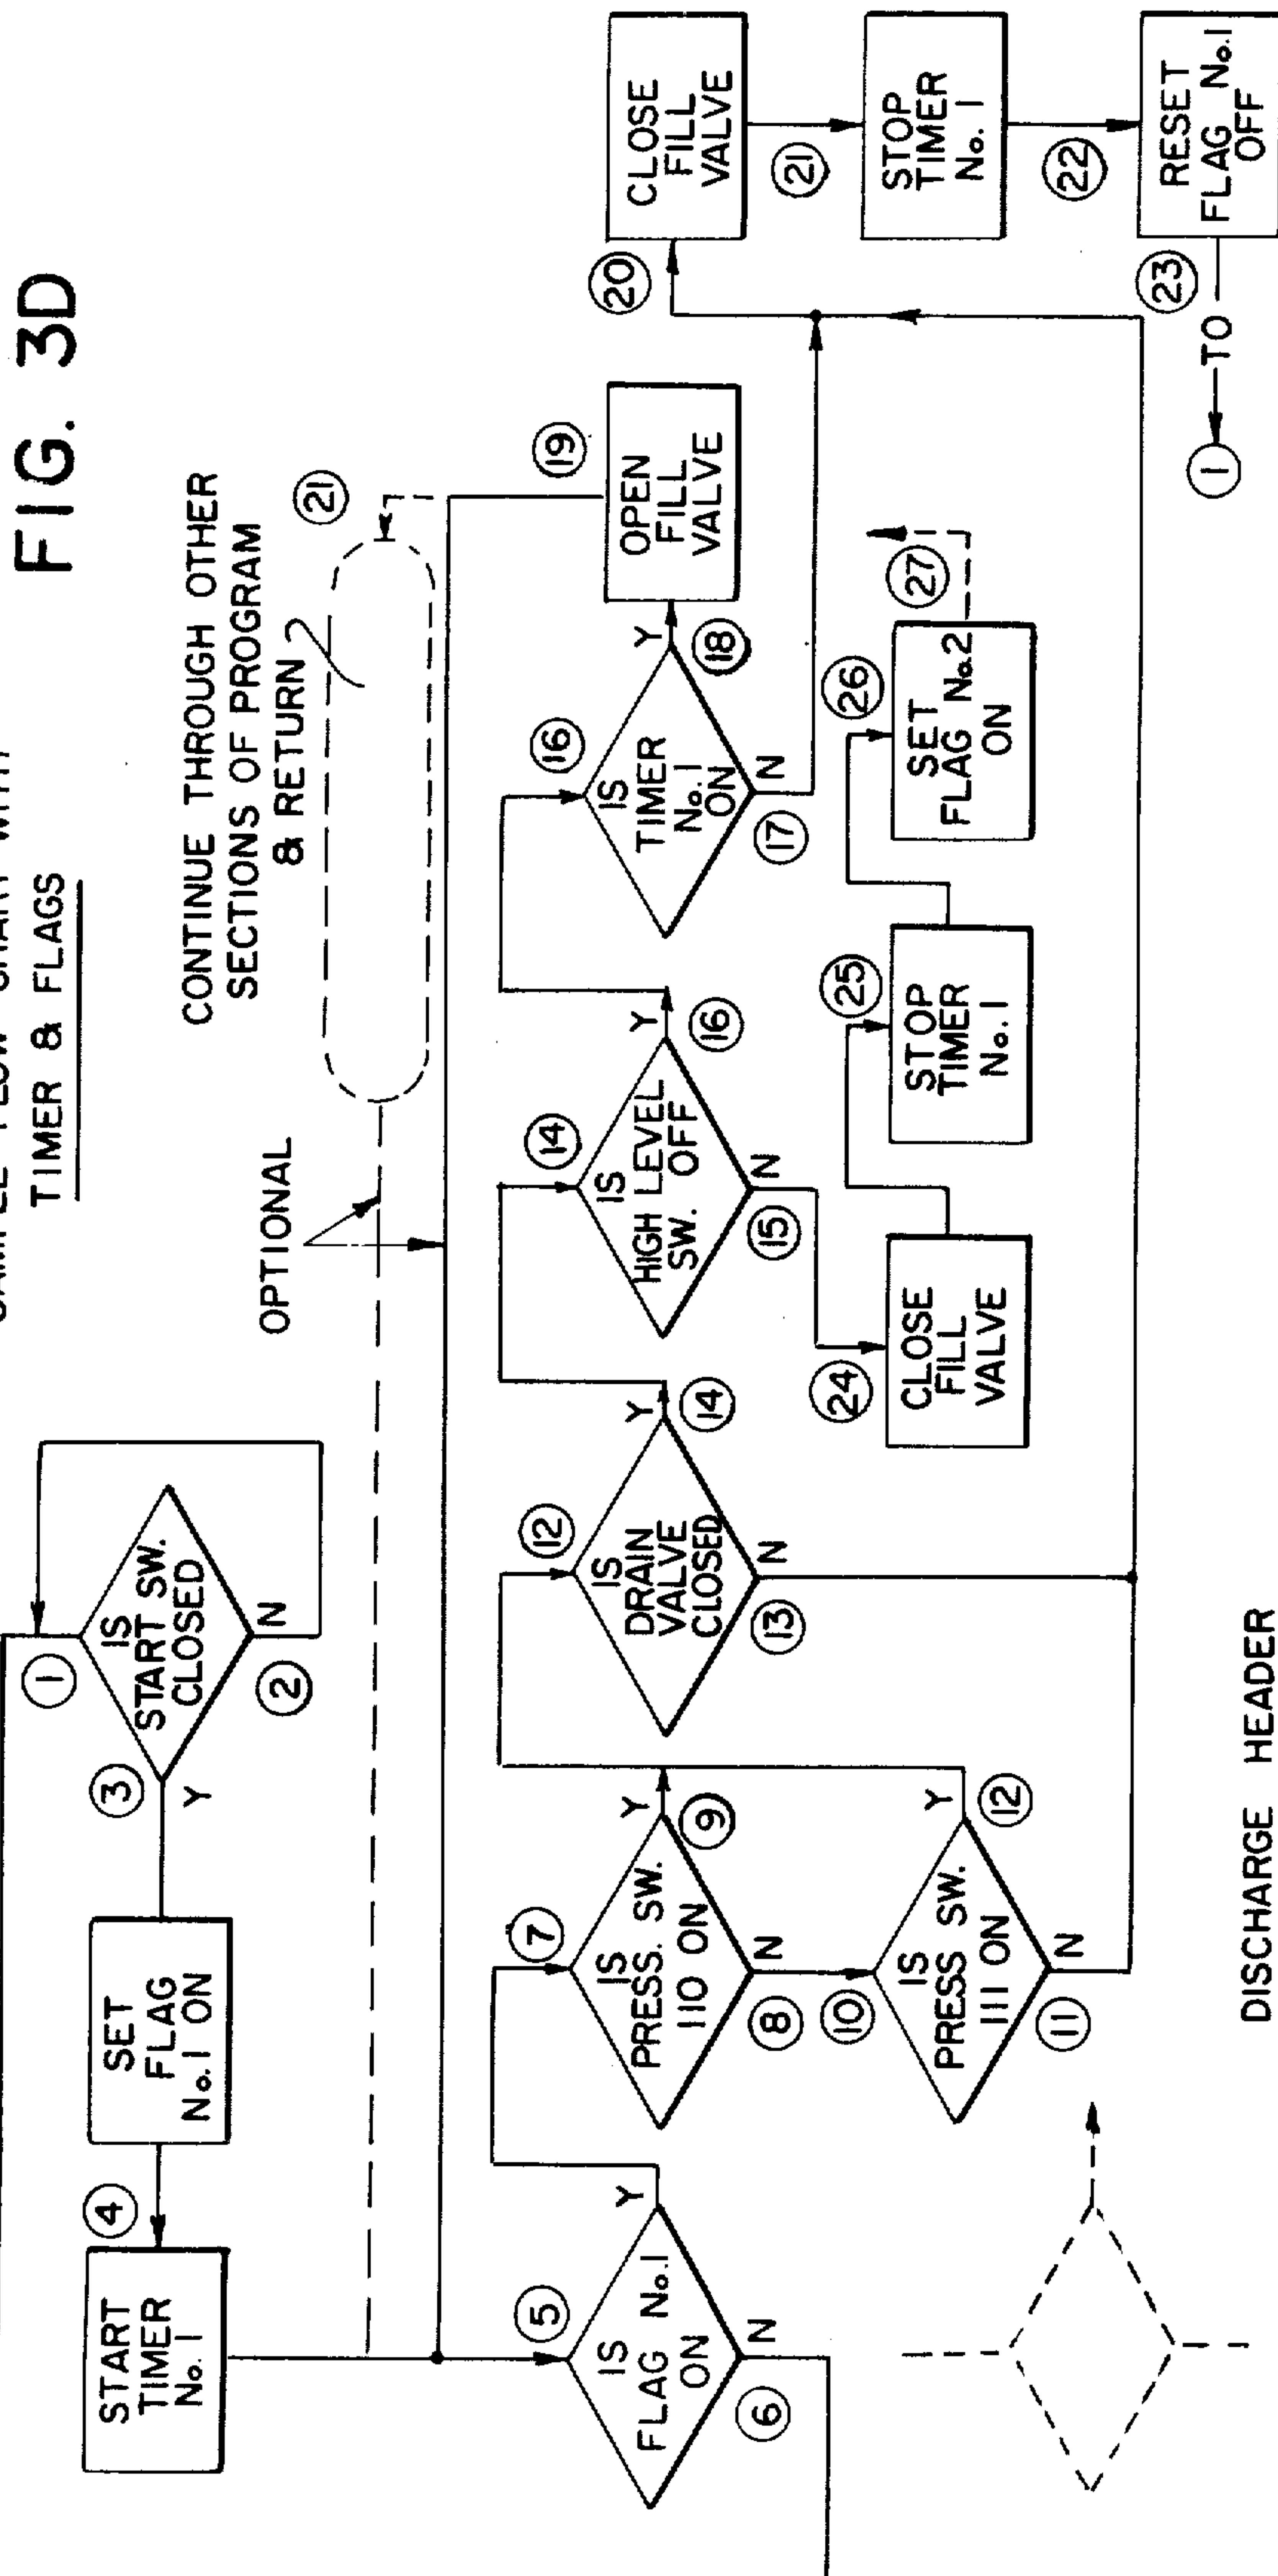 FIG. 3D
SAMPLE FLOW CHART WITH
TIMER & FLAGS
CONTINUE THROUGH OTHER
SECTIONS OF PROGRAM
& RETURN
21
OPTIONAL
1
IS
START SW.
CLOSED
2
N
3
Y
SET
FLAG
No.1 ON
4
START
TIMER
No. 1
5
IS
FLAG No.1
ON
Y
6
N
7
IS
PRESS. SW.
110 ON
Y
9
8
N
10
IS
PRESS SW.
111 ON
Y
12
11
N
12
IS
DRAIN
VALVE
CLOSED
Y
14
13
N
14
IS
HIGH LEVEL
SW. OFF
Y
16
15
N
16
IS
TIMER
No.1
ON
Y
18
17
N
19
OPEN
FILL
VALVE
20
CLOSE
FILL
VALVE
21
STOP
TIMER
No. 1
22
RESET
FLAG No.1
OFF
23
TO
1
24
CLOSE
FILL
VALVE
25
STOP
TIMER
No. 1
26
SET
FLAG No.2
ON
27
DISCHARGE HEADER